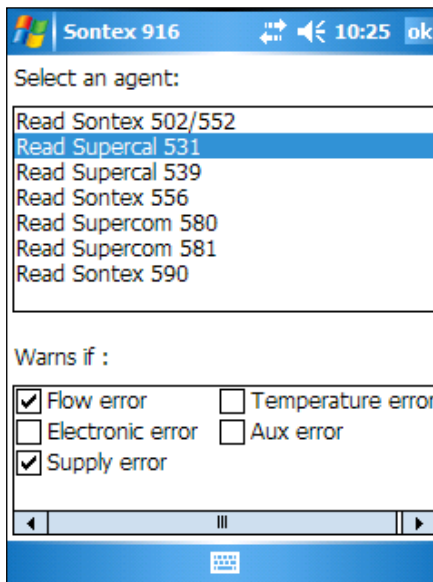 Sontex 916 10:25 ok
Select an agent:
Read Sontex 502/552
Read Supercal 531
Read Supercal 539
Read Sontex 556
Read Supercom 580
Read Supercom 581
Read Sontex 590
Warns if :
Flow error Temperature error
Electronic error Aux error
Supply error